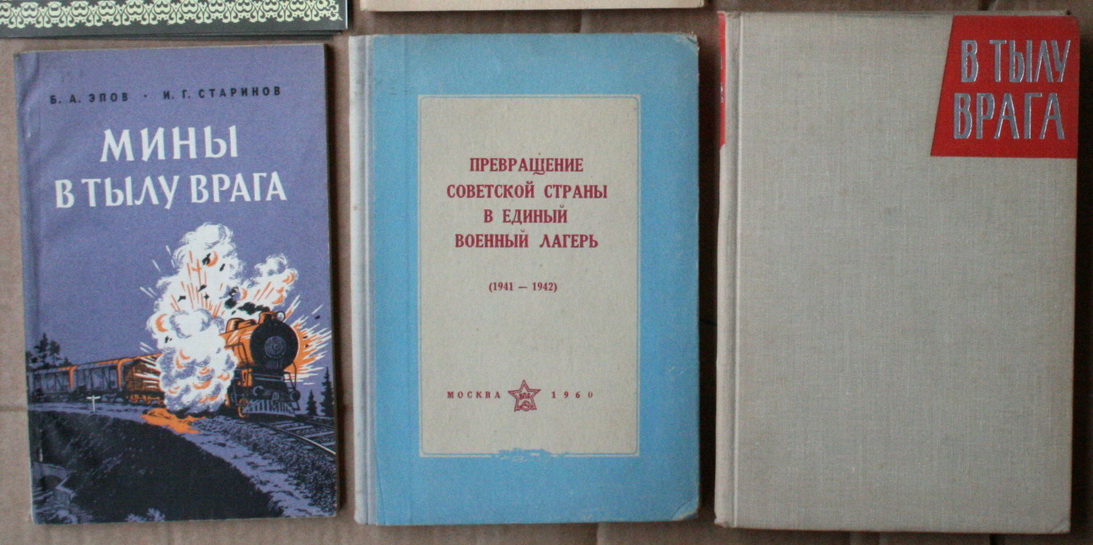 Б. А. ЭПОВ · И. Г. СТАРИНОВ
МИНЫ
В ТЫЛУ ВРАГА
ПРЕВРАЩЕНИЕ
СОВЕТСКОЙ СТРАНЫ
В ЕДИНЫЙ
ВОЕННЫЙ ЛАГЕРЬ
(1941 — 1942)
МОСКВА 1960
В ТЫЛУ
ВРАГА